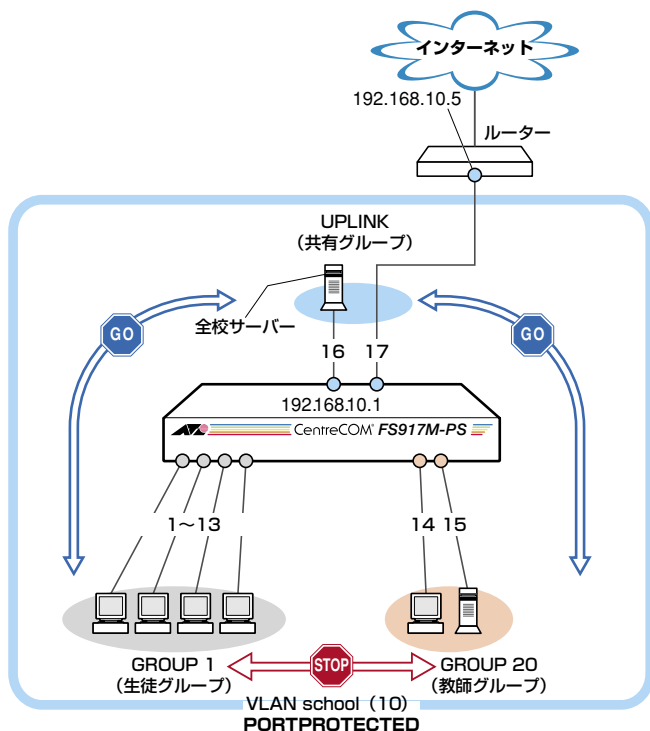 インターネット
192.168.10.5
ルーター
UPLINK
（共有グループ）
GO
GO
全校サーバー
16
17
192.168.10.1
CentreCOM® FS917M-PS
1～13
14
15
GROUP 1
（生徒グループ）
STOP
GROUP 20
（教師グループ）
VLAN school（10）
PORTPROTECTED